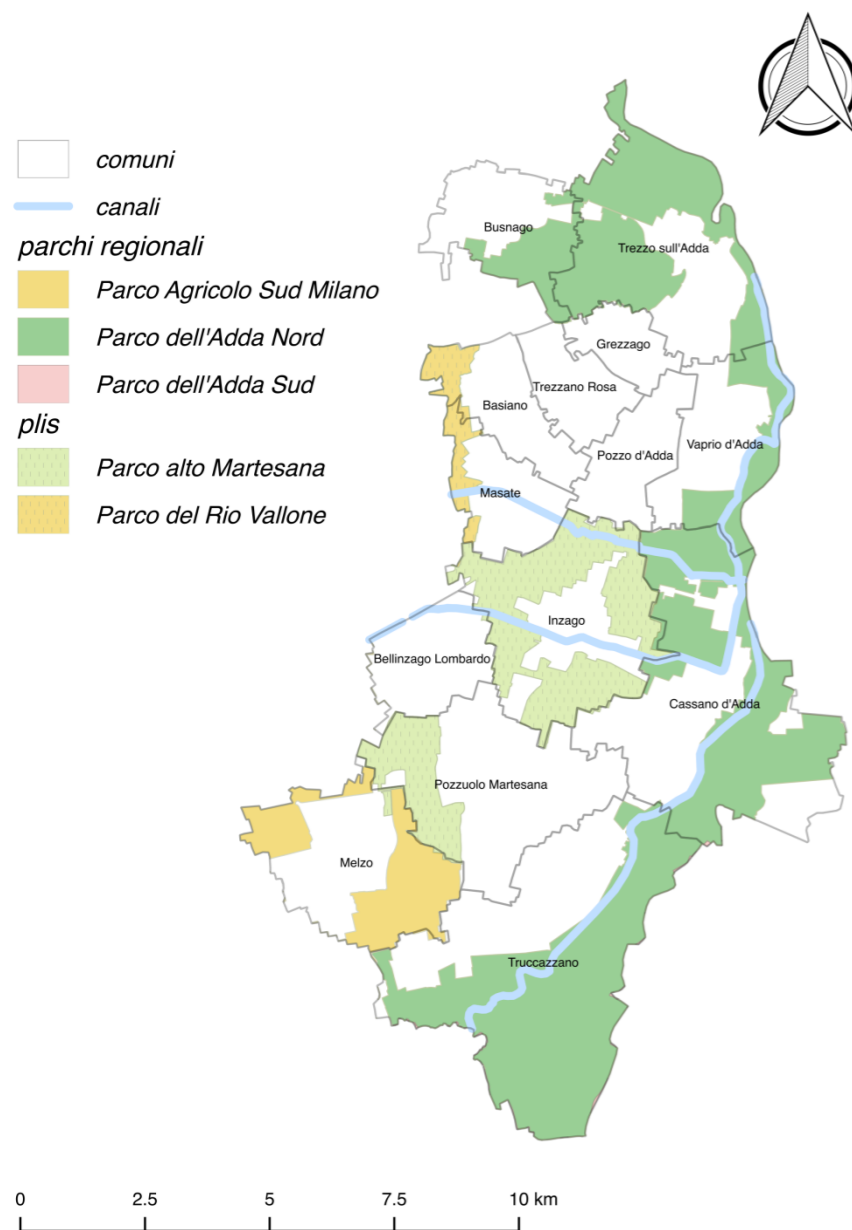 comuni
canali
parchi regionali
Parco Agricolo Sud Milano
Parco dell'Adda Nord
Parco dell'Adda Sud
plis
Parco alto Martesana
Parco del Rio Vallone
Busnago
Trezzo sull'Adda
Grezzago
Trezzano Rosa
Basiano
Vaprio d'Adda
Pozzo d'Adda
Masate
Inzago
Bellinzago Lombardo
Cassano d'Adda
Pozzuolo Martesana
Melzo
Truccazzano
0 2.5 5 7.5 10 km